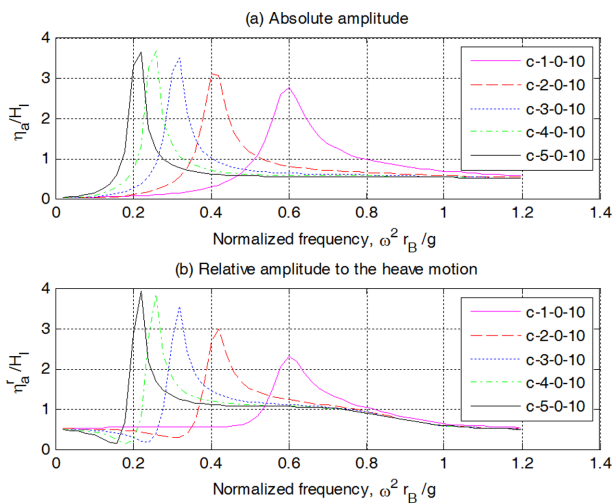 (a) Absolute amplitude
4
3
2
1
0
η_a/H_I
c-1-0-10
c-2-0-10
c-3-0-10
c-4-0-10
c-5-0-10
0 0.2 0.4 0.6 0.8 1 1.2 1.4
Normalized frequency, ω² r_B /g
(b) Relative amplitude to the heave motion
4
3
2
1
0
η_a^r/H_I
c-1-0-10
c-2-0-10
c-3-0-10
c-4-0-10
c-5-0-10
0 0.2 0.4 0.6 0.8 1 1.2 1.4
Normalized frequency, ω² r_B /g